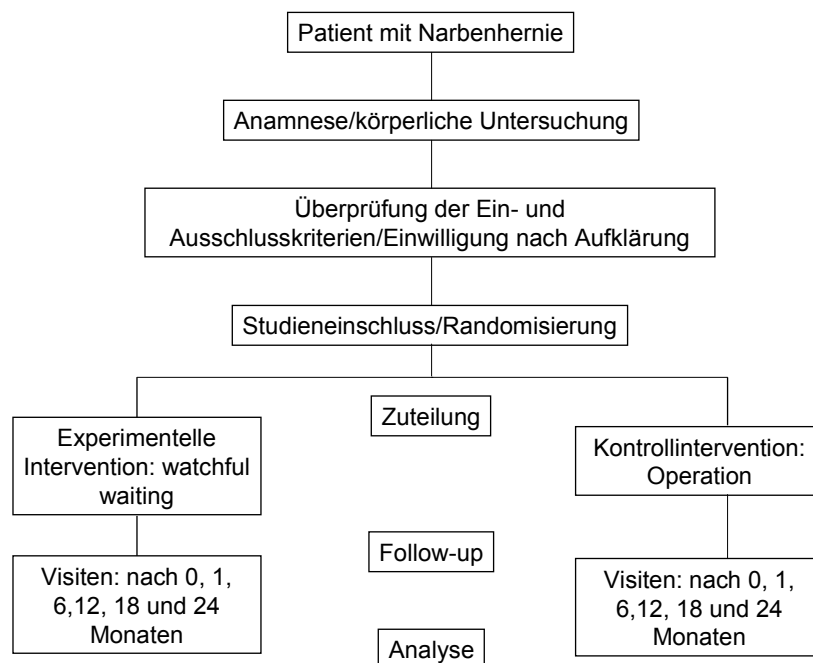 Patient mit Narbenhernie
Anamnese/körperliche Untersuchung
Überprüfung der Ein- und
Ausschlusskriterien/Einwilligung nach Aufklärung
Studieneinschluss/Randomisierung
Zuteilung
Experimentelle
Intervention: watchful
waiting
Kontrollintervention:
Operation
Follow-up
Visiten: nach 0, 1,
6,12, 18 und 24
Monaten
Visiten: nach 0, 1,
6,12, 18 und 24
Monaten
Analyse